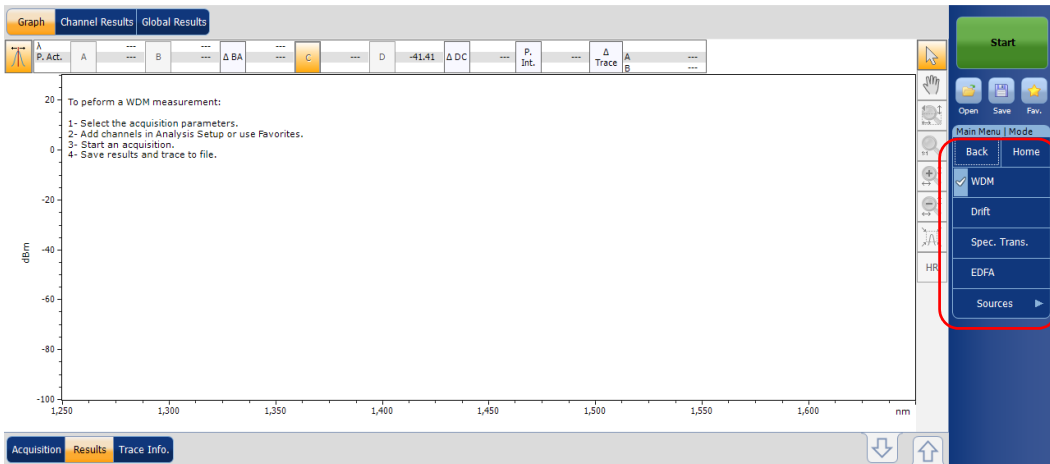 Graph Channel Results Global Results
λ --- --- ---
P. Act. A --- B --- Δ BA --- C --- D -41.41 Δ DC --- P. Int. --- Δ Trace A ---
B ---
20
0
-20
-40
-60
-80
-100
dBm
To peform a WDM measurement:
1- Select the acquisition parameters.
2- Add channels in Analysis Setup or use Favorites.
3- Start an acquisition.
4- Save results and trace to file.
1,250 1,300 1,350 1,400 1,450 1,500 1,550 1,600 nm
1:1
HR
Acquisition Results Trace Info.
Start
Open Save Fav.
Main Menu | Mode
Back Home
WDM
Drift
Spec. Trans.
EDFA
Sources